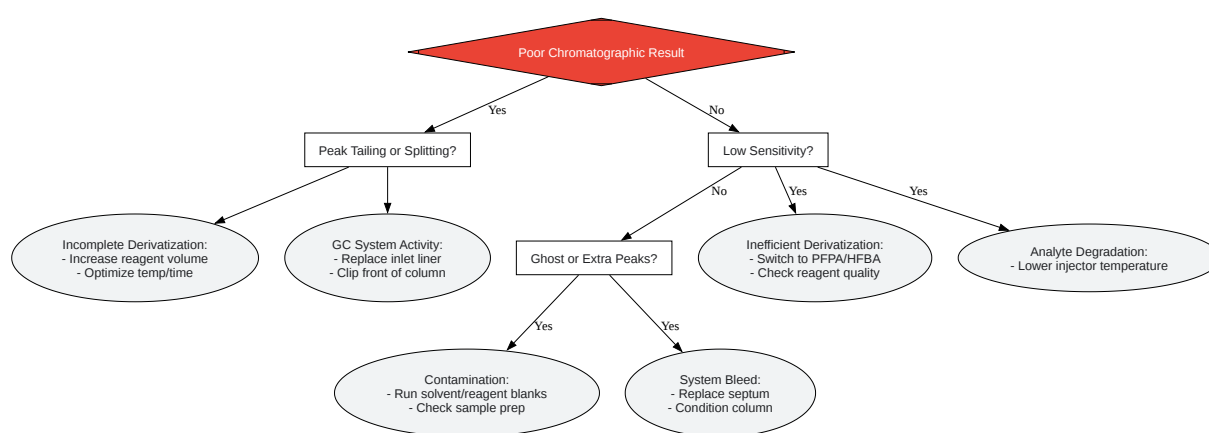 Poor Chromatographic Result
Yes
No
Peak Tailing or Splitting?
Low Sensitivity?
No
Yes
Yes
Incomplete Derivatization:
- Increase reagent volume
- Optimize temp/time
GC System Activity:
- Replace inlet liner
- Clip front of column
Ghost or Extra Peaks?
Inefficient Derivatization:
- Switch to PFPA/HFBA
- Check reagent quality
Analyte Degradation:
- Lower injector temperature
Yes
Yes
Contamination:
- Run solvent/reagent blanks
- Check sample prep
System Bleed:
- Replace septum
- Condition column